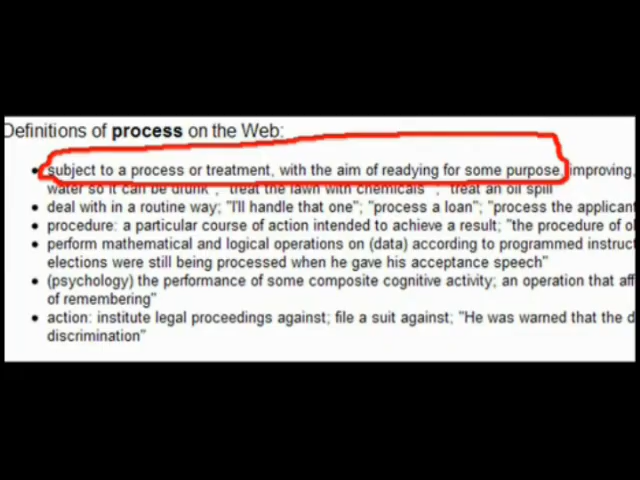 Definitions of process on the Web:
subject to a process or treatment, with the aim of readying for some purpose, improving,
water so it can be drunk"; "treat the lawn with chemicals" ; "treat an oil spill"
deal with in a routine way; "I'll handle that one"; "process a loan"; "process the applicant
procedure: a particular course of action intended to achieve a result; "the procedure of o
perform mathematical and logical operations on (data) according to programmed instruc
elections were still being processed when he gave his acceptance speech"
(psychology) the performance of some composite cognitive activity; an operation that aff
of remembering"
action: institute legal proceedings against; file a suit against; "He was warned that the d
discrimination"